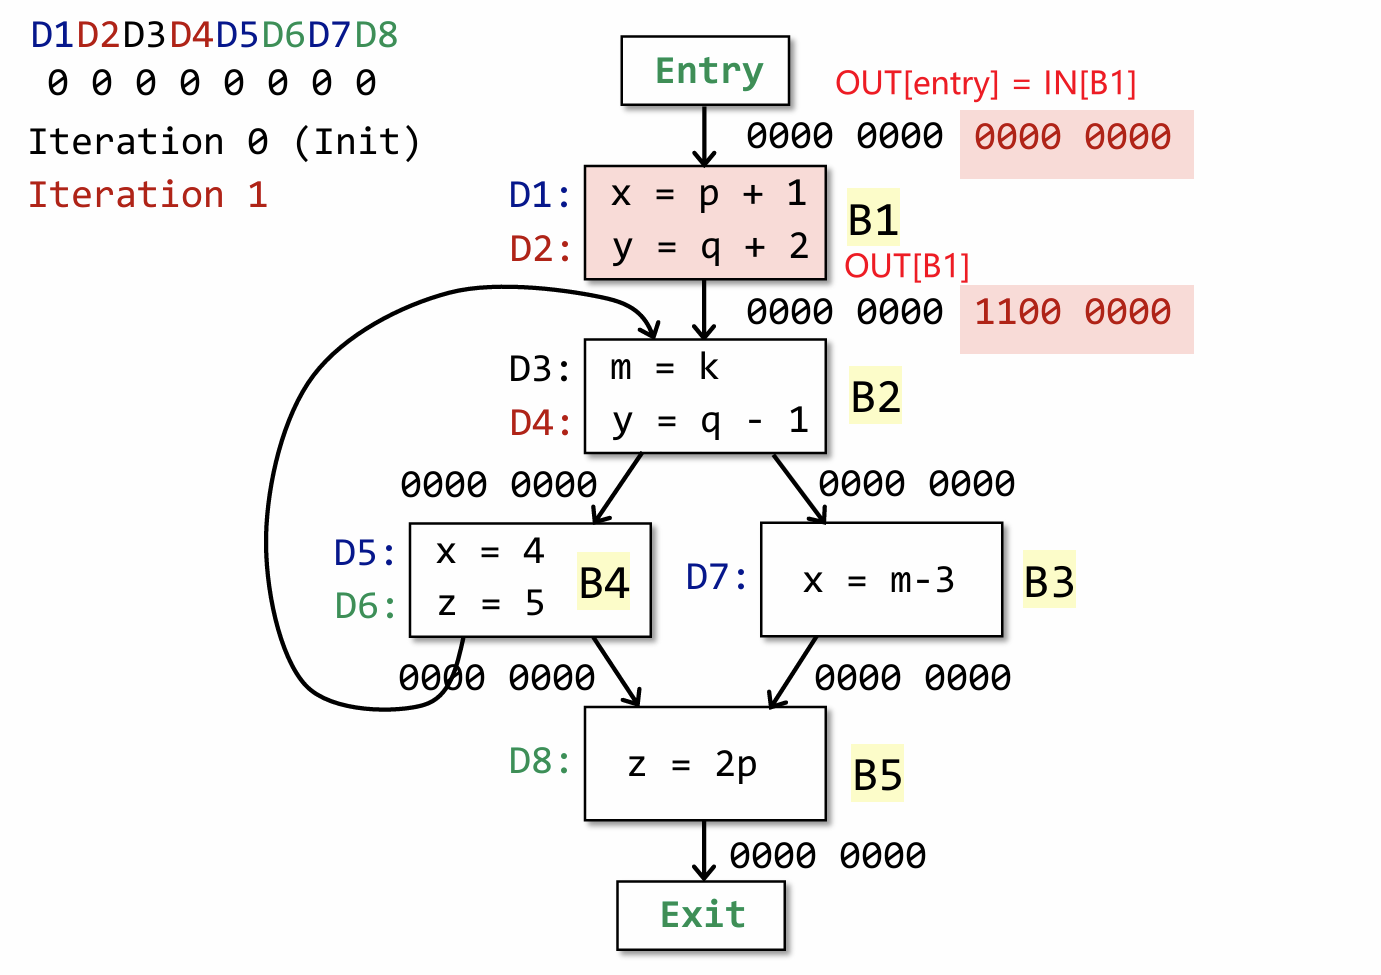 D1D2D3D4D5D6D7D8
0 0 0 0 0 0 0 0
Iteration 0 (Init)
Iteration 1
Entry
OUT[entry] = IN[B1]
0000 0000 0000 0000
D1: x = p + 1
D2: y = q + 2
B1
OUT[B1]
0000 0000 1100 0000
D3: m = k
D4: y = q - 1
B2
0000 0000 0000 0000
D5: x = 4
D6: z = 5
B4
D7: x = m-3
B3
0000 0000 0000 0000
D8: z = 2p
B5
0000 0000
Exit